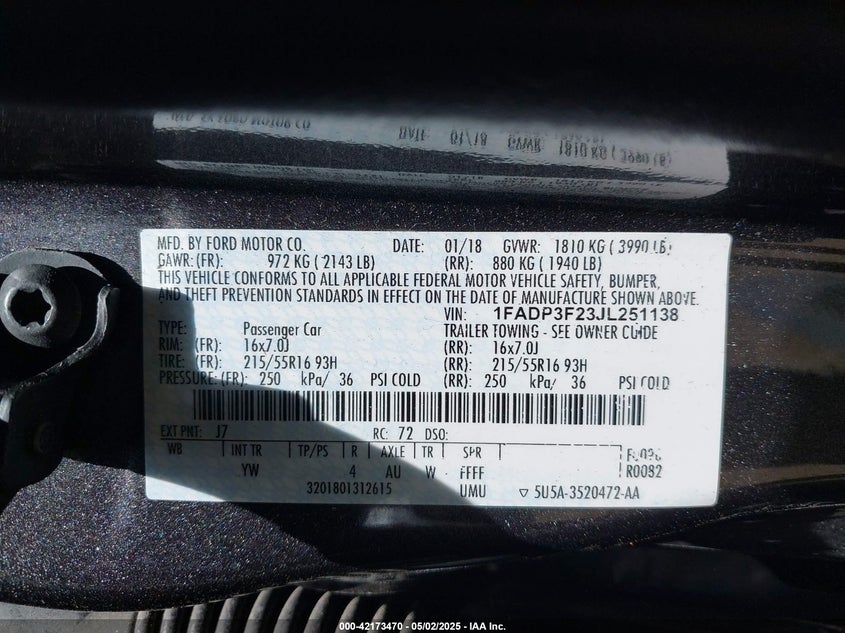 MFD. BY FORD MOTOR CO. DATE: 01/18 GVWR: 1810 KG ( 3990 LB)
GAWR: (FR): 972 KG ( 2143 LB) (RR): 880 KG ( 1940 LB)
THIS VEHICLE CONFORMS TO ALL APPLICABLE FEDERAL MOTOR VEHICLE SAFETY, BUMPER,
AND THEFT PREVENTION STANDARDS IN EFFECT ON THE DATE OF MANUFACTURE SHOWN ABOVE.
VIN: 1FADP3F23JL251138
TYPE: Passenger Car TRAILER TOWING - SEE OWNER GUIDE
RIM: (FR): 16x7.0J (RR): 16x7.0J
TIRE: (FR): 215/55R16 93H (RR): 215/55R16 93H
PRESSURE: (FR): 250 kPa/ 36 PSI COLD (RR): 250 kPa/ 36 PSI COLD
EXT PNT: J7 RC: 72 DSO:
WB INT TR TP/PS R AXLE TR SPR
YW 4 AU W FFFF R0082
3201801312615 UMU ▽ 5U5A-3520472-AA
000-42173470 — 05/02/2025 — IAA Inc.